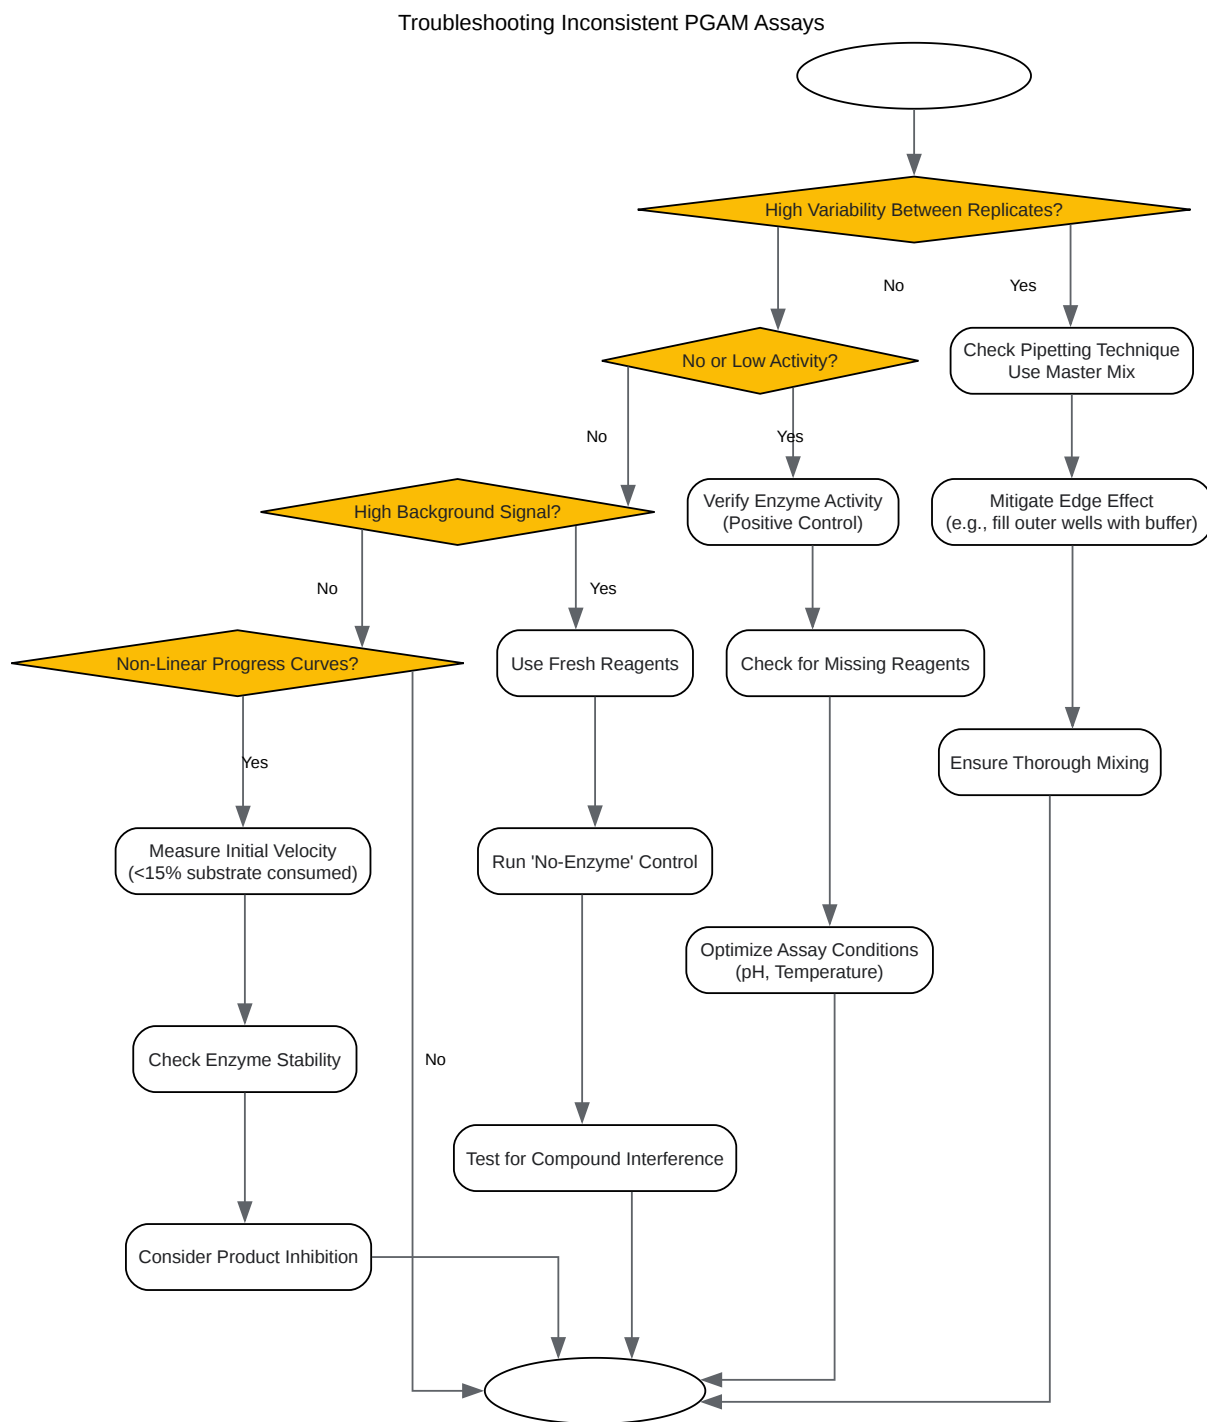 Troubleshooting Inconsistent PGAM Assays
High Variability Between Replicates?
No
Yes
No or Low Activity?
Check Pipetting Technique
Use Master Mix
No
Yes
High Background Signal?
Verify Enzyme Activity
(Positive Control)
Mitigate Edge Effect
(e.g., fill outer wells with buffer)
No
Yes
Non-Linear Progress Curves?
Use Fresh Reagents
Check for Missing Reagents
Yes
Ensure Thorough Mixing
Measure Initial Velocity
(<15% substrate consumed)
Run 'No-Enzyme' Control
Optimize Assay Conditions
(pH, Temperature)
Check Enzyme Stability
No
Test for Compound Interference
Consider Product Inhibition